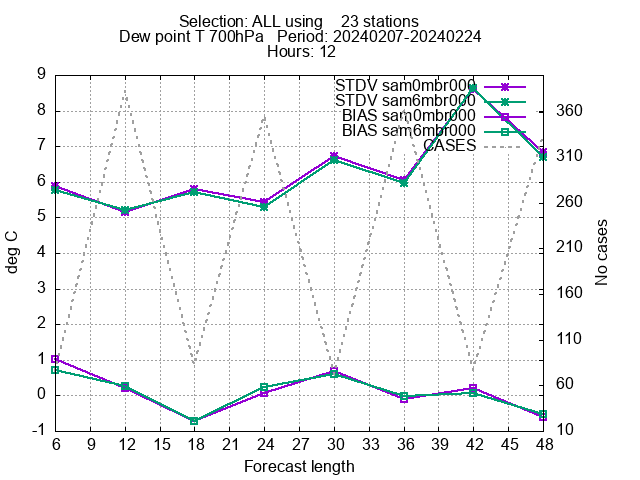 Selection: ALL using 23 stations
Dew point T 700hPa Period: 20240207-20240224
Hours: 12
STDV sam0mbr000
STDV sam6mbr000
BIAS sam0mbr000
BIAS sam6mbr000
CASES
deg C
9
8
7
6
5
4
3
2
1
0
-1
No cases
360
310
260
210
160
110
60
10
6 9 12 15 18 21 24 27 30 33 36 39 42 45 48
Forecast length